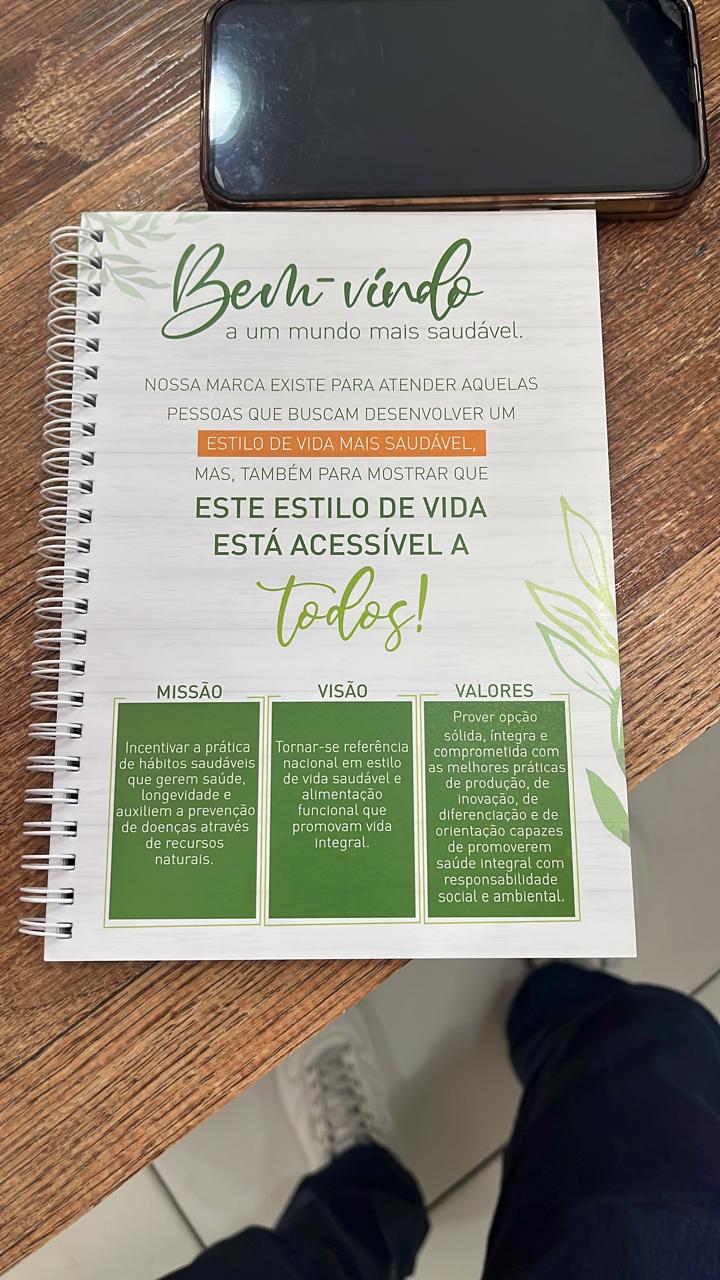 Bem-vindo
a um mundo mais saudável.
NOSSA MARCA EXISTE PARA ATENDER AQUELAS
PESSOAS QUE BUSCAM DESENVOLVER UM
ESTILO DE VIDA MAIS SAUDÁVEL,
MAS, TAMBÉM PARA MOSTRAR QUE
ESTE ESTILO DE VIDA
ESTÁ ACESSÍVEL A
todos!
MISSÃO
Incentivar a prática
de hábitos saudáveis
que gerem saúde,
longevidade e
auxiliem a prevenção
de doenças através
de recursos
naturais.
VISÃO
Tornar-se referência
nacional em estilo
de vida saudável e
alimentação
funcional que
promovam vida
integral.
VALORES
Prover opção
sólida, íntegra e
comprometida com
as melhores práticas
de produção, de
inovação, de
diferenciação e de
orientação capazes
de promoverem
saúde integral com
responsabilidade
social e ambiental.